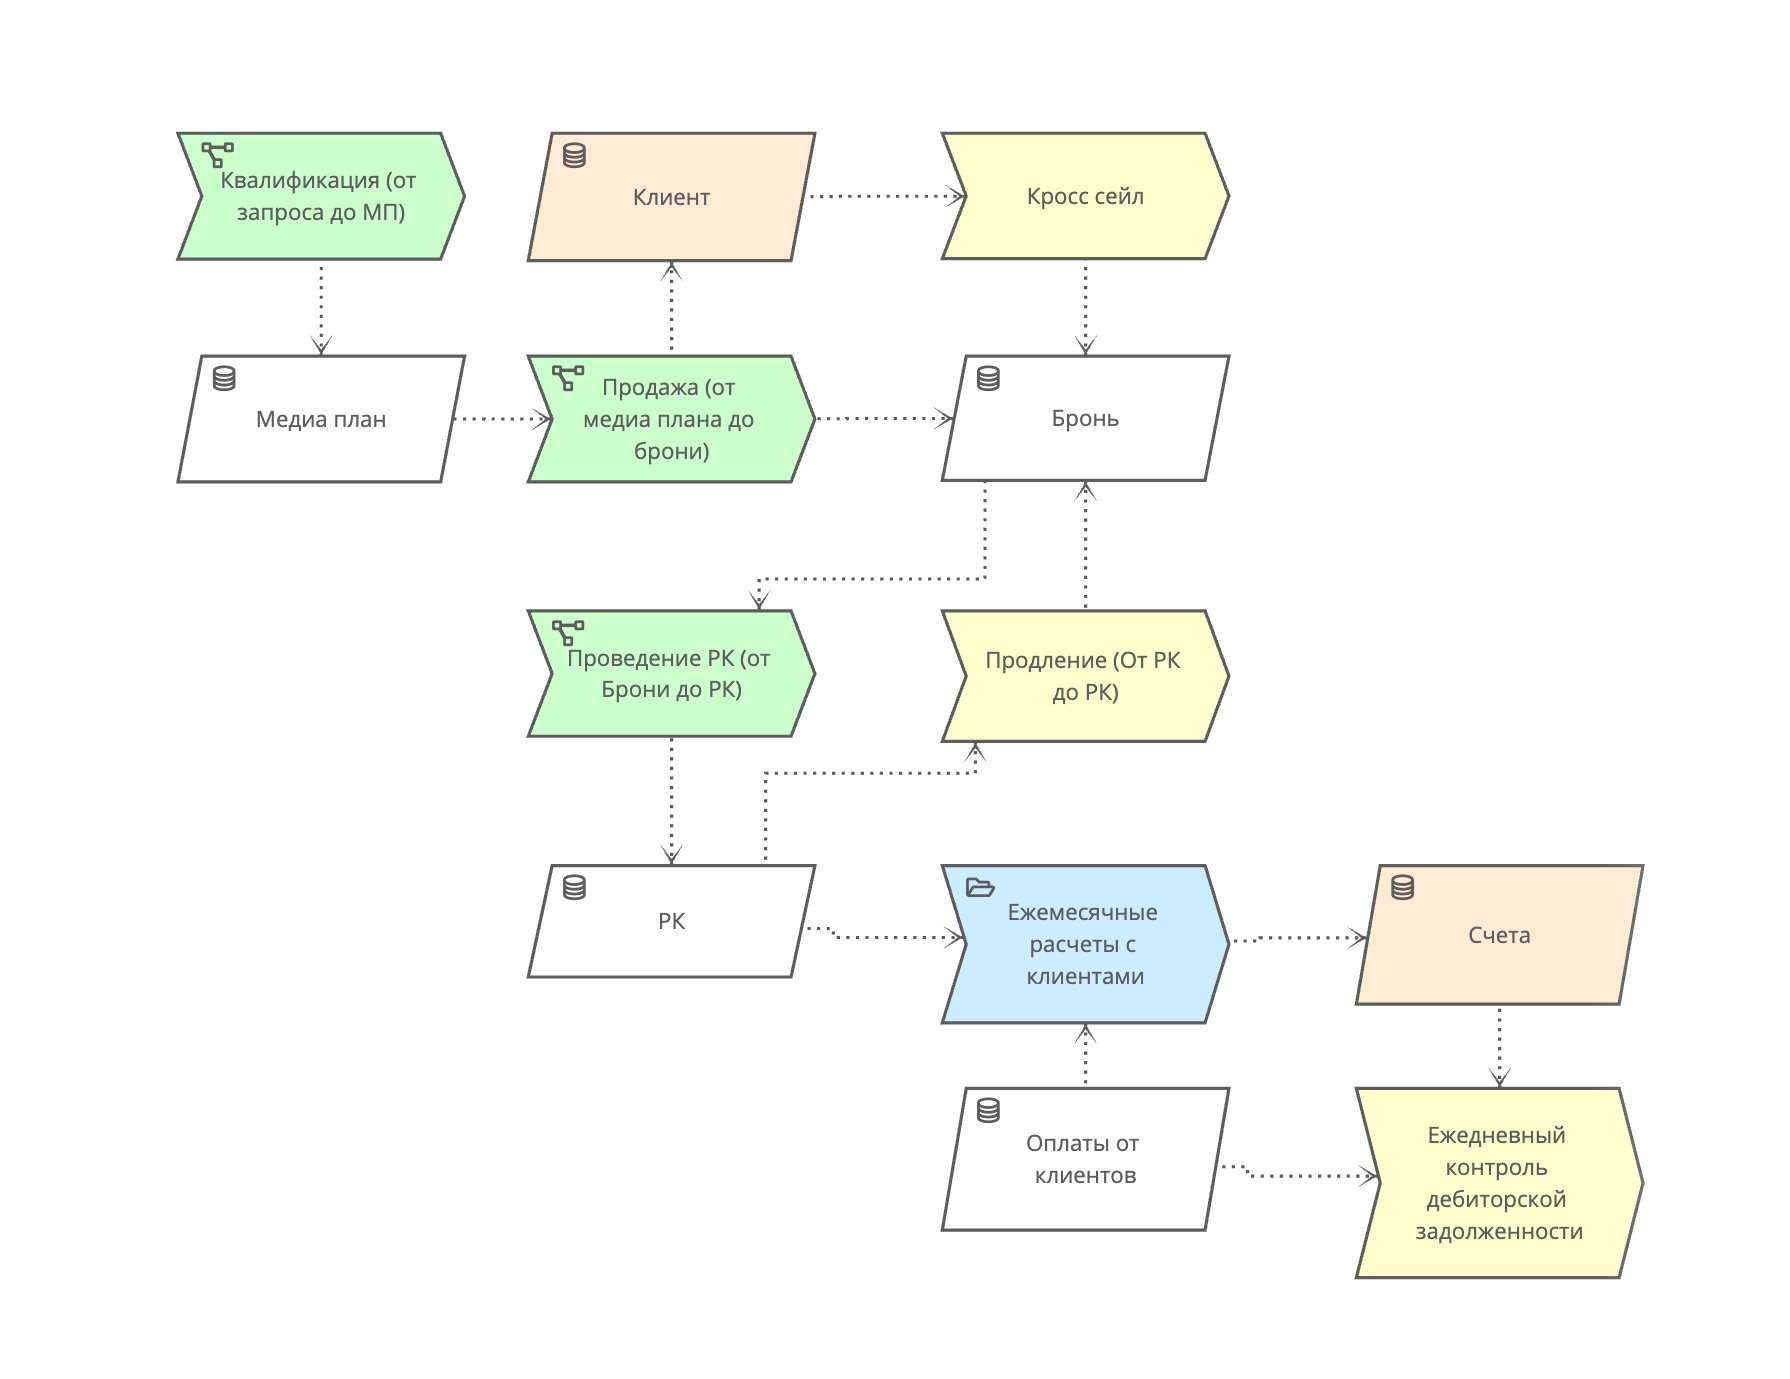 Квалификация (от
запроса до МП)
Клиент
Кросс сейл
Медиа план
Продажа (от
медиа плана до
брони)
Бронь
Проведение РК (от
Брони до РК)
Продление (От РК
до РК)
РК
Ежемесячные
расчеты с
клиентами
Счета
Оплаты от
клиентов
Ежедневный
контроль
дебиторской
задолженности